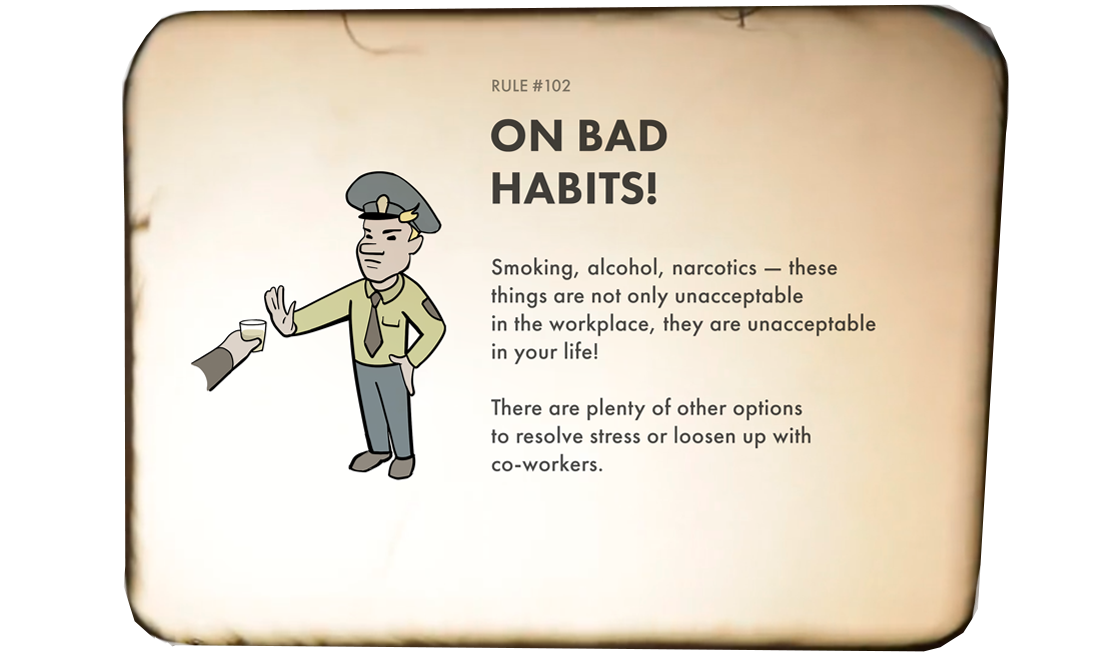 RULE #102
ON BAD
HABITS!
Smoking, alcohol, narcotics — these
things are not only unacceptable
in the workplace, they are unacceptable
in your life!
There are plenty of other options
to resolve stress or loosen up with
co-workers.